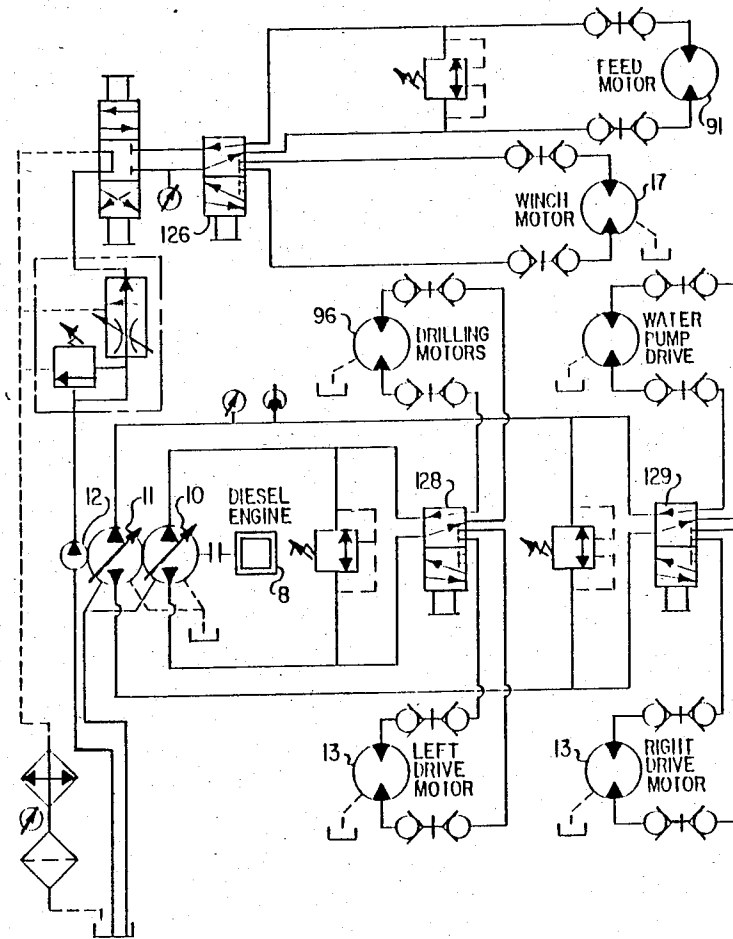 FEED
MOTOR
91
126
WINCH
MOTOR
17
96
DRILLING
MOTORS
WATER
PUMP
DRIVE
12
11
10
DIESEL
ENGINE
8
128
129
13
LEFT
DRIVE
MOTOR
13
RIGHT
DRIVE
MOTOR